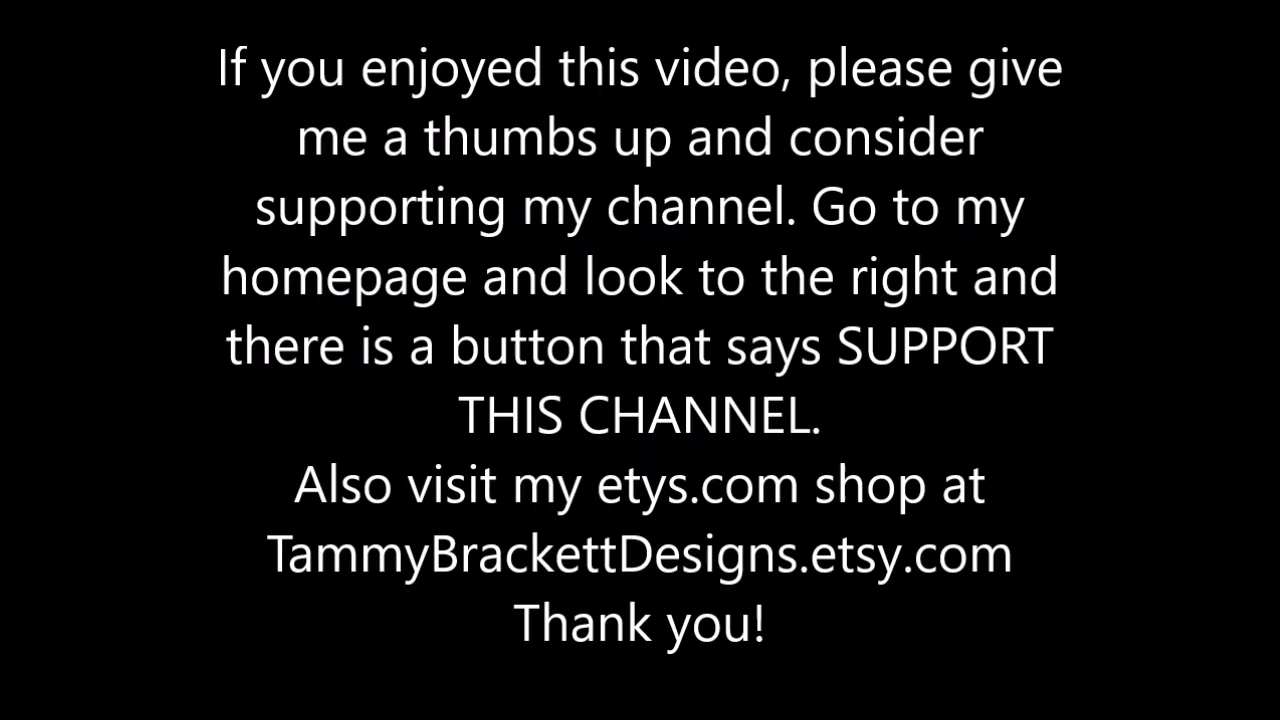 If you enjoyed this video, please give
me a thumbs up and consider
supporting my channel. Go to my
homepage and look to the right and
there is a button that says SUPPORT
THIS CHANNEL.
Also visit my etys.com shop at
TammyBrackettDesigns.etsy.com
Thank you!